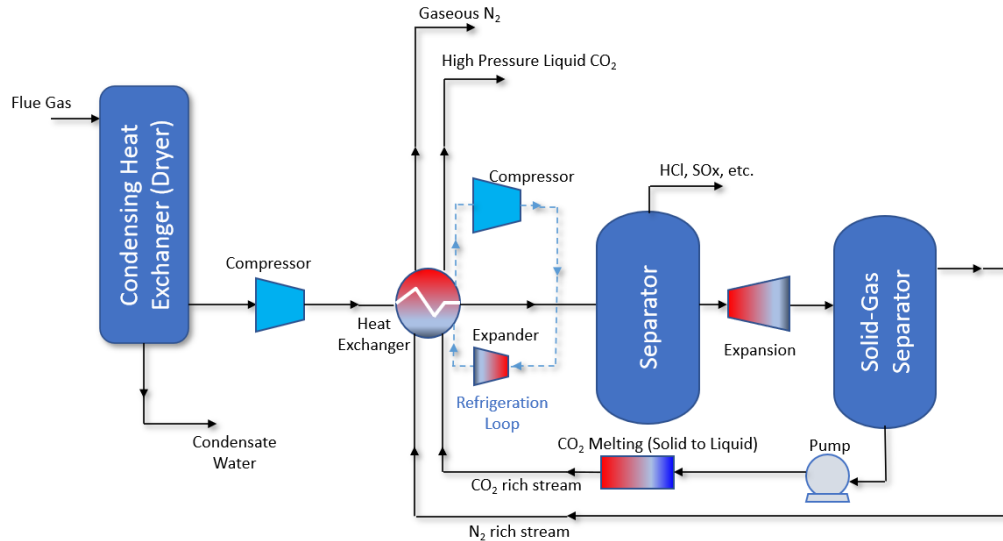 Gaseous N₂
High Pressure Liquid CO₂
Flue Gas
Condensing Heat
Exchanger (Dryer)
Compressor
Heat
Exchanger
Compressor
Expander
Refrigeration
Loop
HCl, SOx, etc.
Separator
Expansion
Solid-Gas
Separator
Condensate
Water
CO₂ Melting (Solid to Liquid)
Pump
CO₂ rich stream
N₂ rich stream